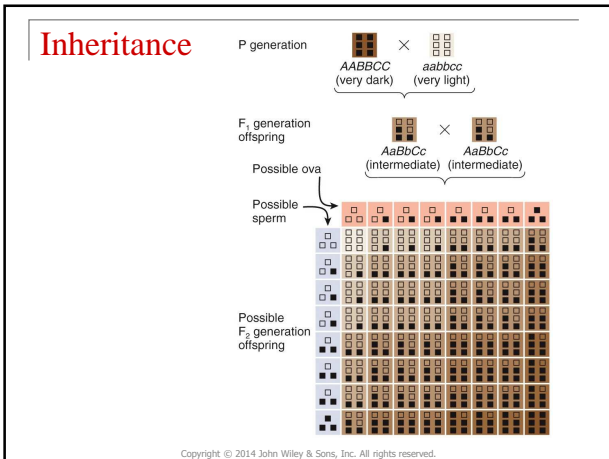 Inheritance
P generation
AABBCC × aabbcc
(very dark) (very light)
F₁ generation
offspring
AaBbCc × AaBbCc
(intermediate) (intermediate)
Possible ova
Possible
sperm
Possible
F₂ generation
offspring
Copyright © 2014 John Wiley & Sons, Inc. All rights reserved.